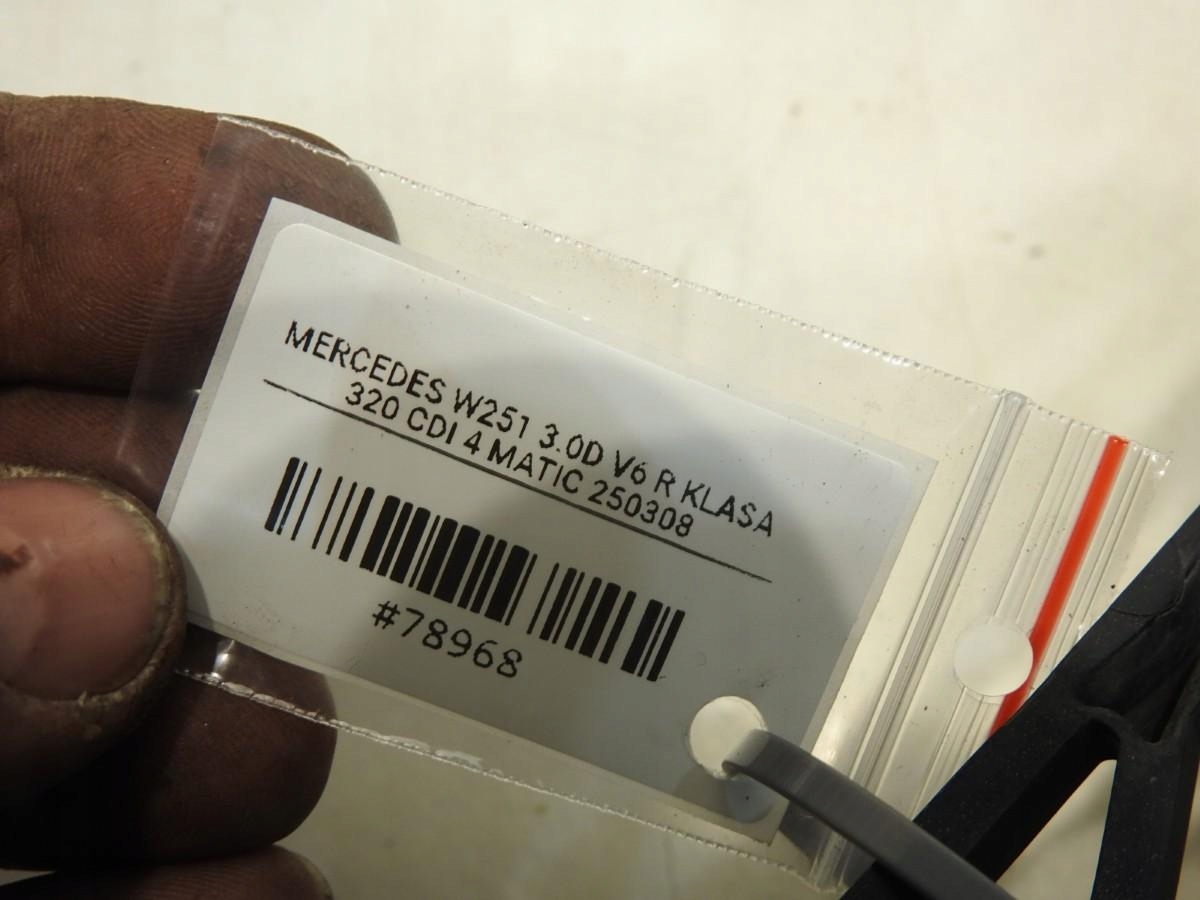 MERCEDES W251 3.0D V6 R KLASA
320 CDI 4 MATIC 250308
#78968